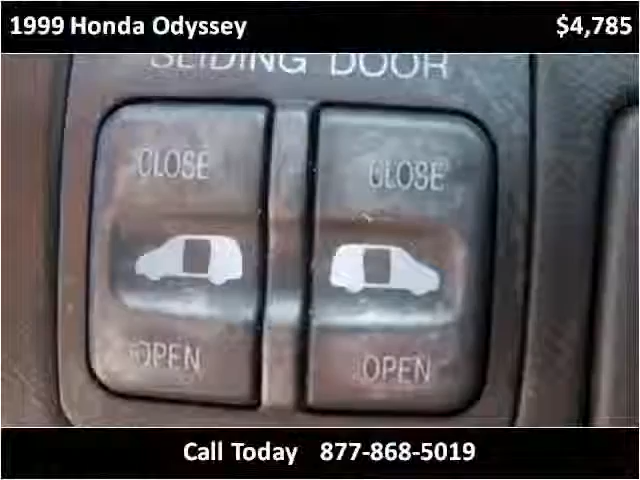 1999 Honda Odyssey $4,785
SLIDING DOOR
CLOSE CLOSE
OPEN OPEN
Call Today 877-868-5019